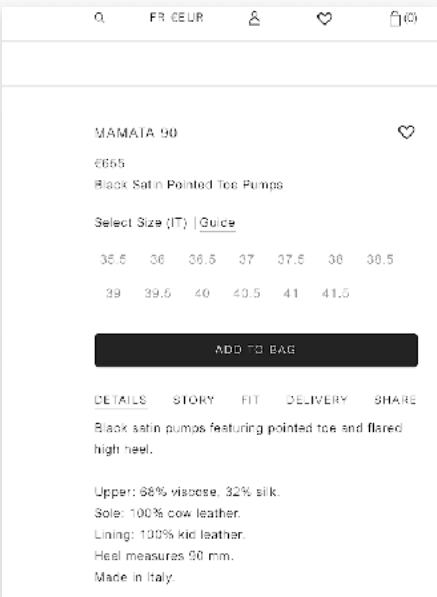 FR €EUR
(0)
MAMATA 90
€655
Black Satin Pointed Toe Pumps
Select Size (IT) | Guide
35.5 36 36.5 37 37.5 38 38.5
39 39.5 40 40.5 41 41.5
ADD TO BAG
DETAILS STORY FIT DELIVERY SHARE
Black satin pumps featuring pointed toe and flared
high heel.
Upper: 68% viscose, 32% silk.
Sole: 100% cow leather.
Lining: 100% kid leather.
Heel measures 90 mm.
Made in Italy.